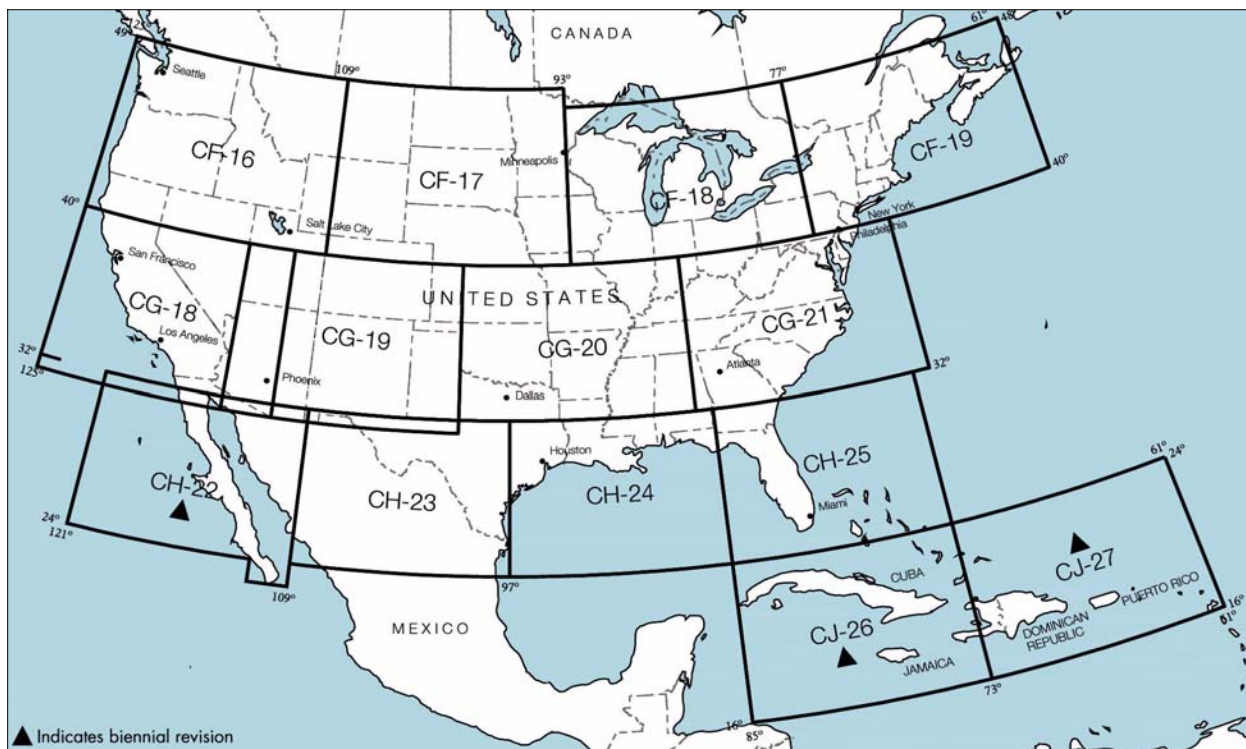 CANADA
61°
48°
125°
49°
109°
93°
77°
Seattle
CF-16
CF-17
Minneapolis
F-18
CF-19
40°
40°
Salt Lake City
New York
Philadelphia
San Francisco
UNITED STATES
CG-18
CG-19
CG-20
CG-21
Los Angeles
Phoenix
Dallas
Atlanta
32°
125°
32°
Houston
CH-22
CH-23
CH-24
CH-25
Miami
24°
121°
109°
97°
61°
24°
CUBA
CJ-27
PUERTO RICO
DOMINICAN
REPUBLIC
16°
61°
MEXICO
CJ-26
JAMAICA
73°
16°
85°
Indicates biennial revision